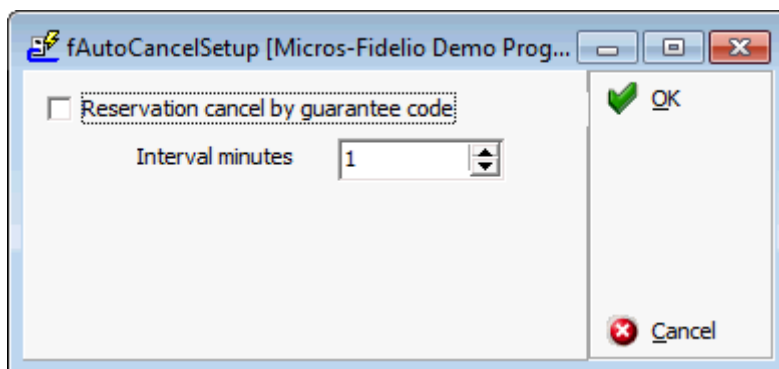 fAutoCancelSetup [Micros-Fidelio Demo Prog...
Reservation cancel by guarantee code
Interval minutes 1
OK
Cancel